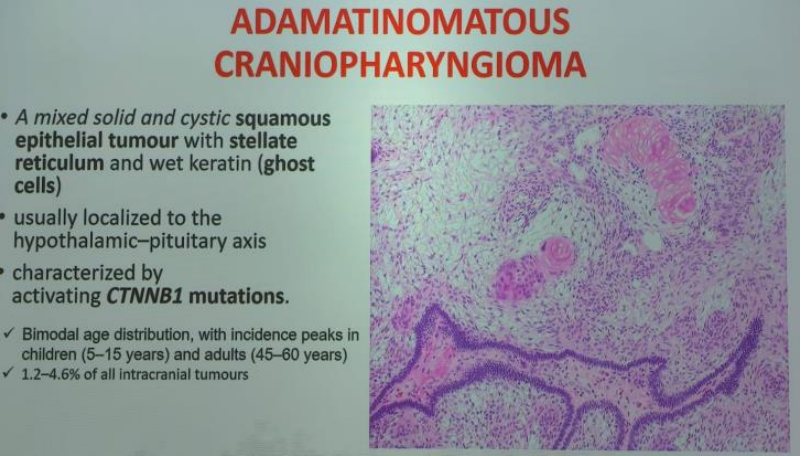 ADAMATINOMATOUS
CRANIOPHARYNGIOMA
• A mixed solid and cystic squamous
epithelial tumour with stellate
reticulum and wet keratin (ghost
cells)
• usually localized to the
hypothalamic–pituitary axis
• characterized by
activating CTNNB1 mutations.
✓ Bimodal age distribution, with incidence peaks in
children (5–15 years) and adults (45–60 years)
✓ 1.2–4.6% of all intracranial tumours